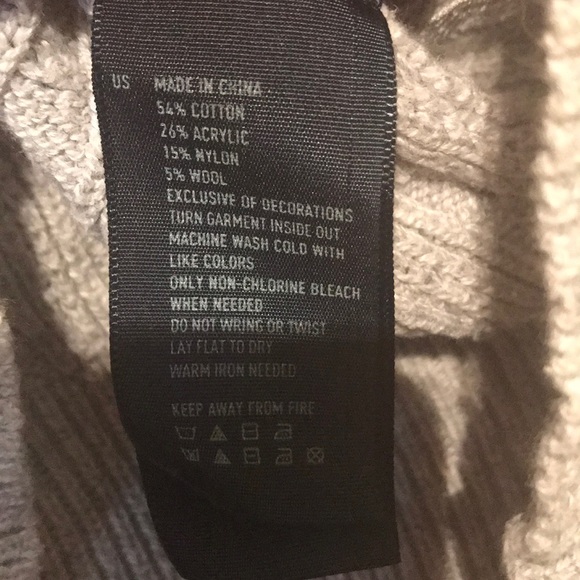 US MADE IN CHINA
54% COTTON
26% ACRYLIC
15% NYLON
5% WOOL
EXCLUSIVE OF DECORATIONS
TURN GARMENT INSIDE OUT
MACHINE WASH COLD WITH
LIKE COLORS
ONLY NON-CHLORINE BLEACH
WHEN NEEDED
DO NOT WRING OR TWIST
LAY FLAT TO DRY
WARM IRON NEEDED
KEEP AWAY FROM FIRE